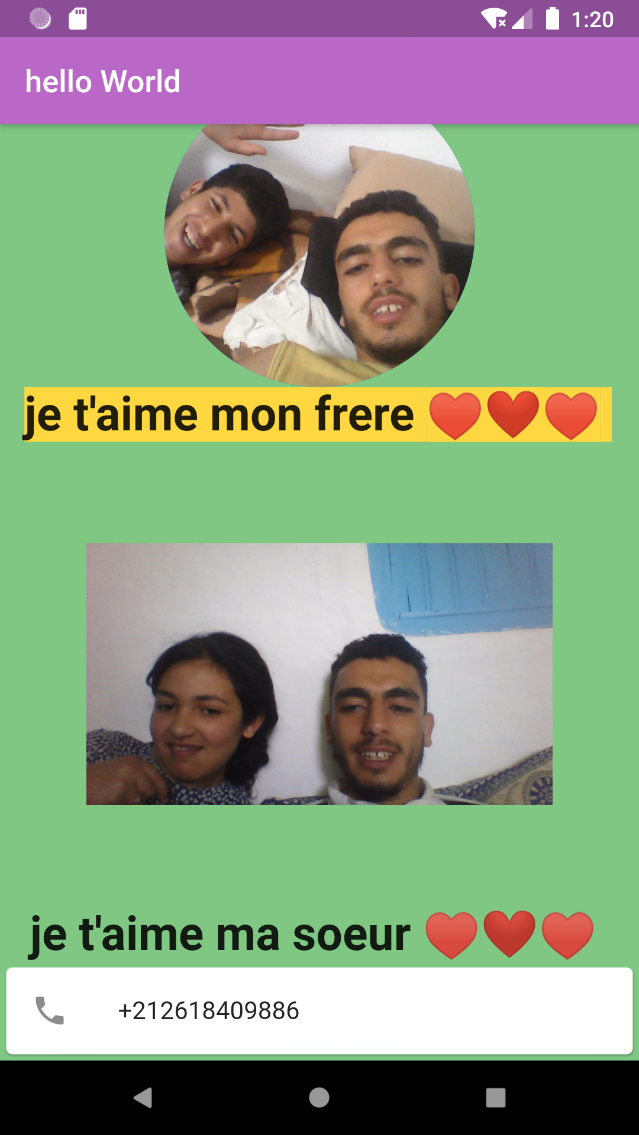 1:20
hello World
je t'aime mon frere ♥️♥️♥️
je t'aime ma soeur ♥️♥️♥️
+212618409886